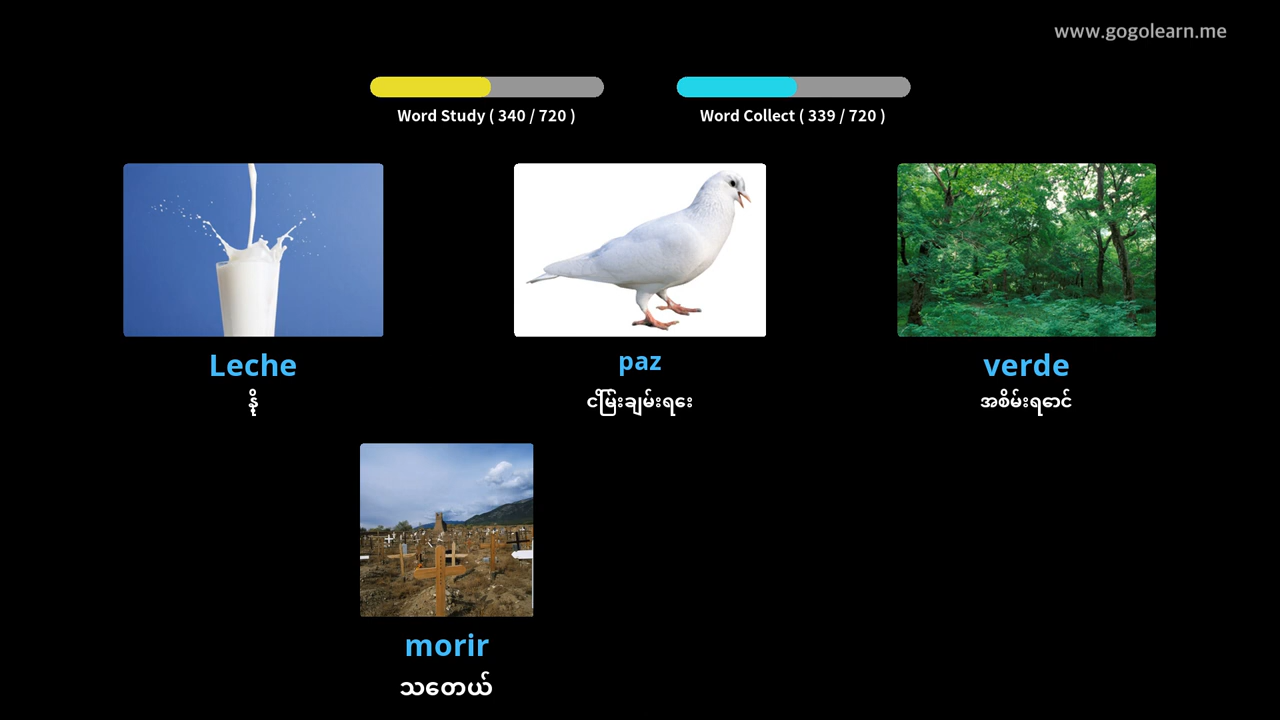 www.gogolearn.me
Word Study ( 340 / 720 )
Word Collect ( 339 / 720 )
Leche
နို့
paz
ငြိမ်းချမ်းရေး
verde
အစိမ်းရောင်
morir
သေတယ်